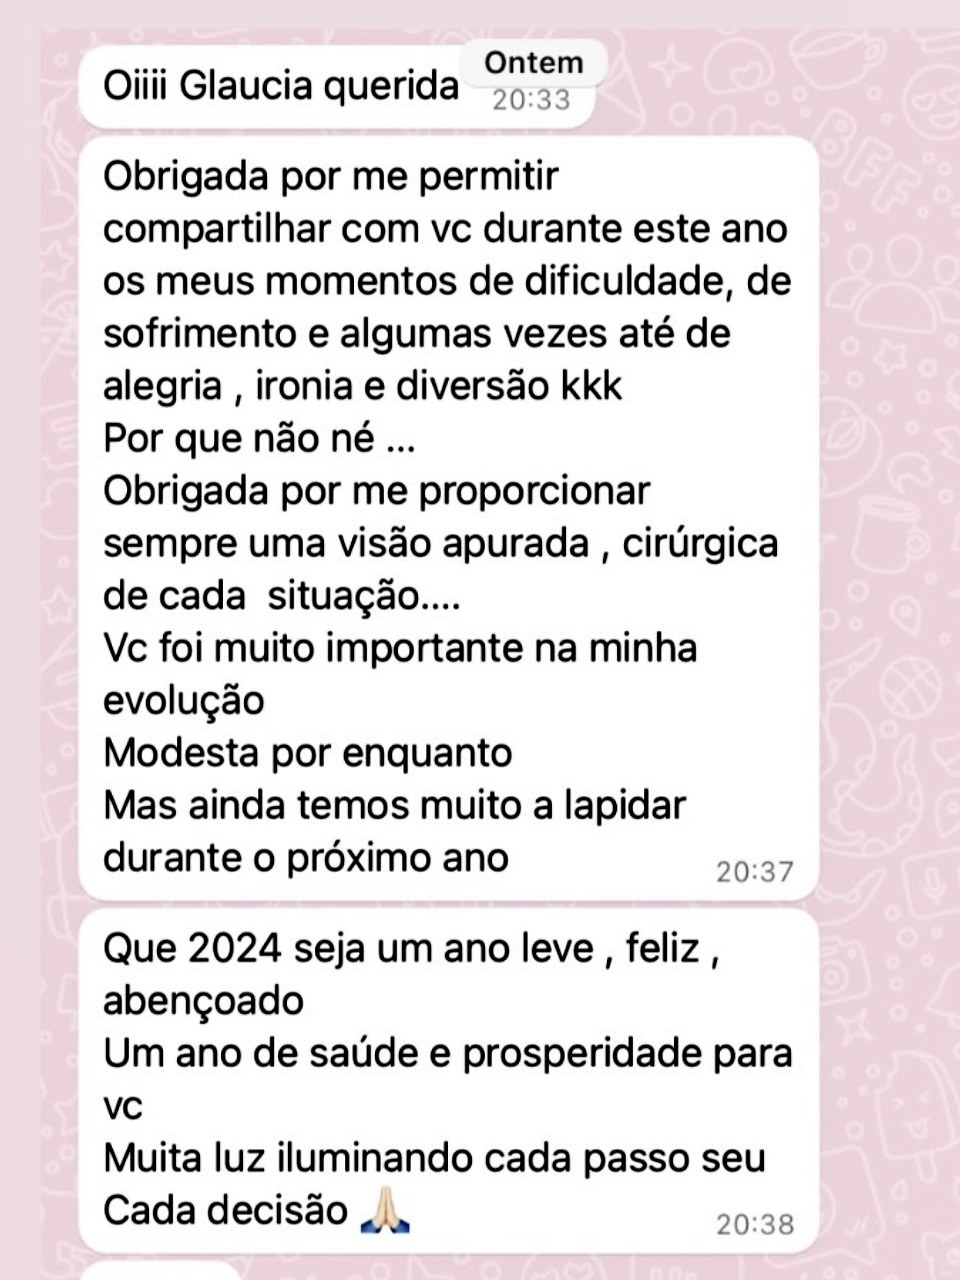 Ontem
Oiiii Glaucia querida
20:33
Obrigada por me permitir
compartilhar com vc durante este ano
os meus momentos de dificuldade, de
sofrimento e algumas vezes até de
alegria , ironia e diversão kkk
Por que não né ...
Obrigada por me proporcionar
sempre uma visão apurada , cirúrgica
de cada  situação....
Vc foi muito importante na minha
evolução
Modesta por enquanto
Mas ainda temos muito a lapidar
durante o próximo ano
20:37
Que 2024 seja um ano leve , feliz ,
abençoado
Um ano de saúde e prosperidade para
vc
Muita luz iluminando cada passo seu
Cada decisão 🙏🏻
20:38
BFF